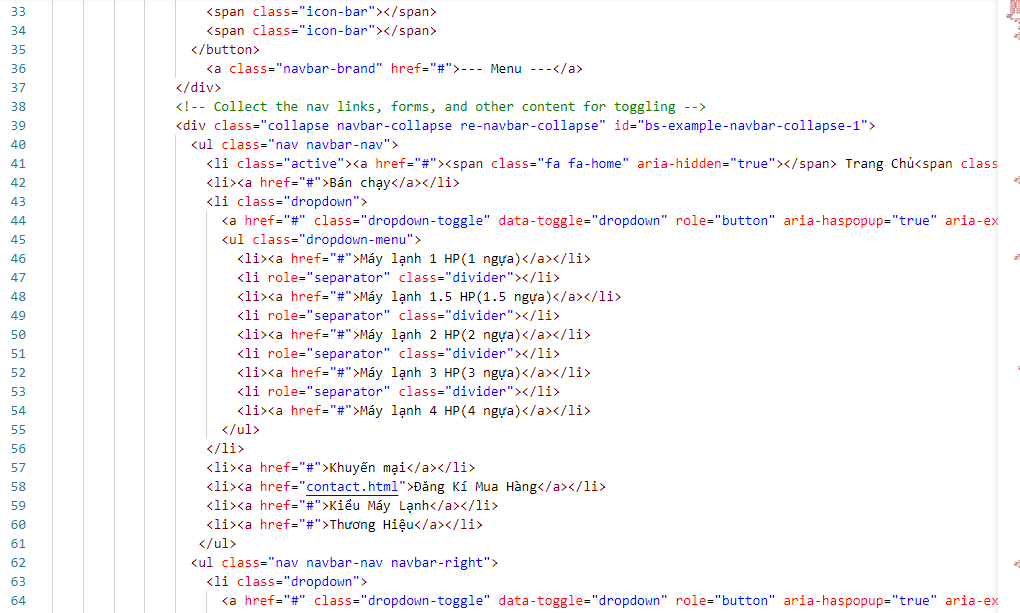 33 <span class="icon-bar"></span>
34 <span class="icon-bar"></span>
35 </button>
36 <a class="navbar-brand" href="#">--- Menu ---</a>
37 </div>
38 <!-- Collect the nav links, forms, and other content for toggling -->
39 <div class="collapse navbar-collapse re-navbar-collapse" id="bs-example-navbar-collapse-1">
40 <ul class="nav navbar-nav">
41 <li class="active"><a href="#"><span class="fa fa-home" aria-hidden="true"></span> Trang Chủ<span class
42 <li><a href="#">Bán chạy</a></li>
43 <li class="dropdown">
44 <a href="#" class="dropdown-toggle" data-toggle="dropdown" role="button" aria-haspopup="true" aria-ex
45 <ul class="dropdown-menu">
46 <li><a href="#">Máy lạnh 1 HP(1 ngựa)</a></li>
47 <li role="separator" class="divider"></li>
48 <li><a href="#">Máy lạnh 1.5 HP(1.5 ngựa)</a></li>
49 <li role="separator" class="divider"></li>
50 <li><a href="#">Máy lạnh 2 HP(2 ngựa)</a></li>
51 <li role="separator" class="divider"></li>
52 <li><a href="#">Máy lạnh 3 HP(3 ngựa)</a></li>
53 <li role="separator" class="divider"></li>
54 <li><a href="#">Máy lạnh 4 HP(4 ngựa)</a></li>
55 </ul>
56 </li>
57 <li><a href="#">Khuyến mại</a></li>
58 <li><a href="contact.html">Đăng Kí Mua Hàng</a></li>
59 <li><a href="#">Kiểu Máy Lạnh</a></li>
60 <li><a href="#">Thương Hiệu</a></li>
61 </ul>
62 <ul class="nav navbar-nav navbar-right">
63 <li class="dropdown">
64 <a href="#" class="dropdown-toggle" data-toggle="dropdown" role="button" aria-haspopup="true" aria-ex